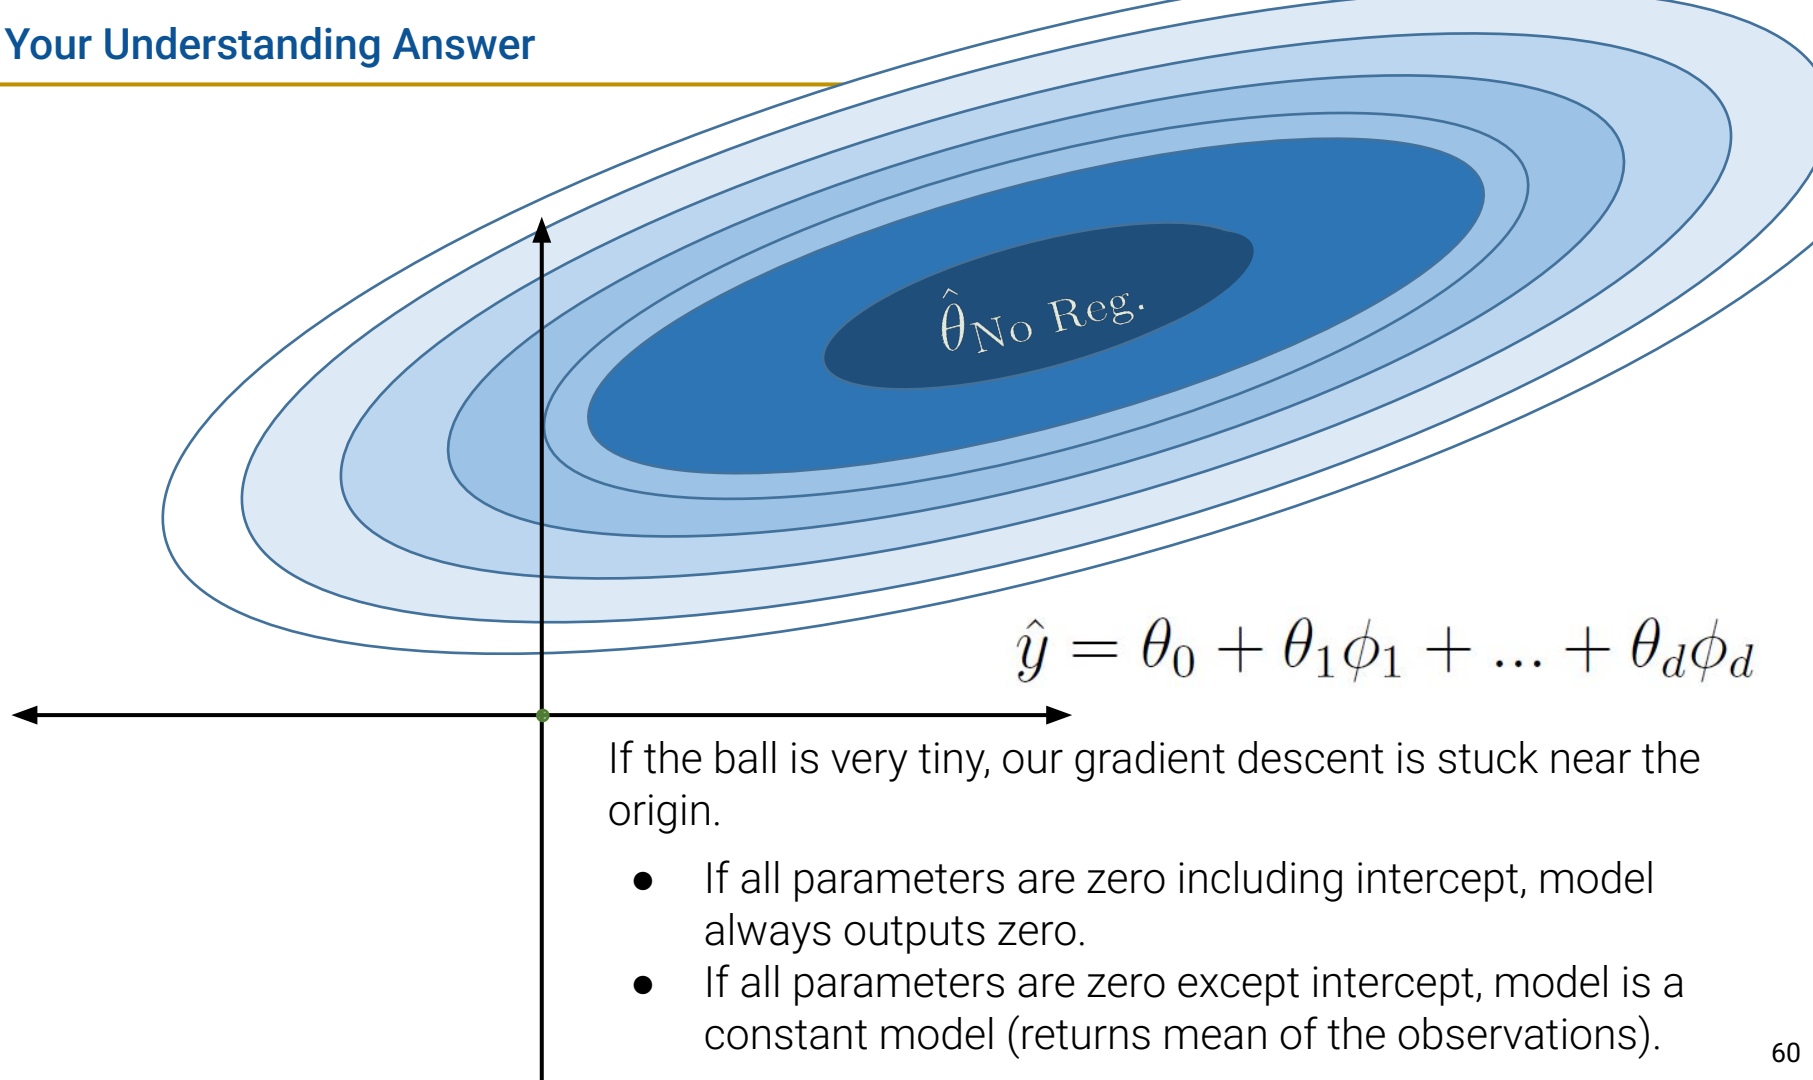 Your Understanding Answer
θ̂_No Reg.
ŷ = θ₀ + θ₁ϕ₁ + ... + θ_dϕ_d
If the ball is very tiny, our gradient descent is stuck near the
origin.
● If all parameters are zero including intercept, model
always outputs zero.
● If all parameters are zero except intercept, model is a
constant model (returns mean of the observations).
60